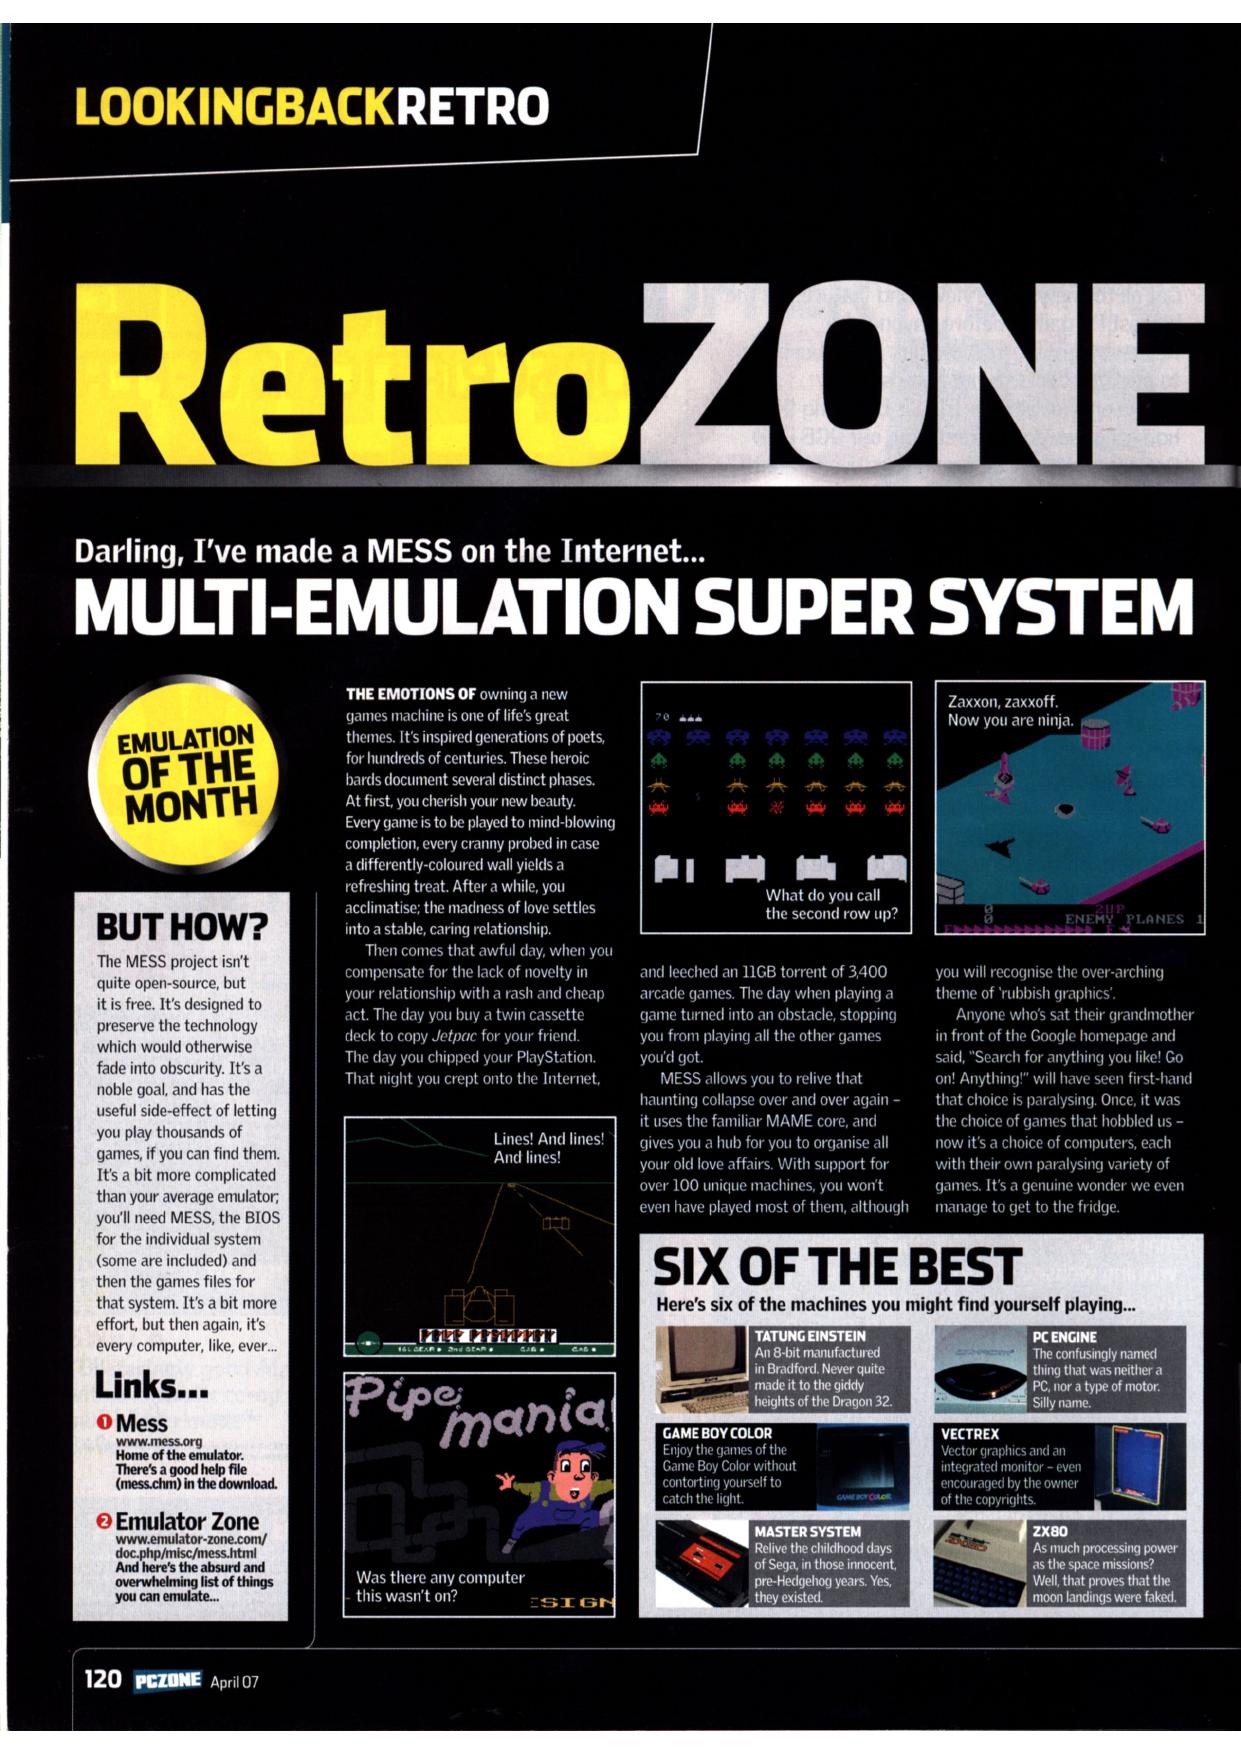 LOOKINGBACKRETRO
RetroZONE
Darling, I've made a MESS on the Internet...
MULTI-EMULATION SUPER SYSTEM
EMULATION
OF THE
MONTH
BUT HOW?
The MESS project isn't
quite open-source, but
it is free. It's designed to
preserve the technology
which would otherwise
fade into obscurity. It's a
noble goal, and has the
useful side-effect of letting
you play thousands of
games, if you can find them.
It's a bit more complicated
than your average emulator;
you'll need MESS, the BIOS
for the individual system
(some are included) and
then the games files for
that system. It's a bit more
effort, but then again, it's
every computer, like, ever...
Links...
1 Mess
www.mess.org
Home of the emulator.
There's a good help file
(mess.chm) in the download.
2 Emulator Zone
www.emulator-zone.com/
doc.php/misc/mess.html
And here's the absurd and
overwhelming list of things
you can emulate...
THE EMOTIONS OF owning a new
games machine is one of life's great
themes. It's inspired generations of poets,
for hundreds of centuries. These heroic
bards document several distinct phases.
At first, you cherish your new beauty.
Every game is to be played to mind-blowing
completion, every cranny probed in case
a differently-coloured wall yields a
refreshing treat. After a while, you
acclimatise; the madness of love settles
into a stable, caring relationship.
Then comes that awful day, when you
compensate for the lack of novelty in
your relationship with a rash and cheap
act. The day you buy a twin cassette
deck to copy Jetpac for your friend.
The day you chipped your PlayStation.
That night you crept onto the Internet,
Lines! And lines!
And lines!
1st GEAR 2nd GEAR
Pipe
mania!
Was there any computer
this wasn't on?
ESIGN
70
What do you call
the second row up?
and leeched an 11GB torrent of 3,400
arcade games. The day when playing a
game turned into an obstacle, stopping
you from playing all the other games
you'd got.
MESS allows you to relive that
haunting collapse over and over again –
it uses the familiar MAME core, and
gives you a hub for you to organise all
your old love affairs. With support for
over 100 unique machines, you won't
even have played most of them, although
Zaxxon, zaxxoff.
Now you are ninja.
0
2UP
0
ENEMY PLANES 1
you will recognise the over-arching
theme of 'rubbish graphics'.
Anyone who's sat their grandmother
in front of the Google homepage and
said, "Search for anything you like! Go
on! Anything!" will have seen first-hand
that choice is paralysing. Once, it was
the choice of games that hobbled us –
now it's a choice of computers, each
with their own paralysing variety of
games. It's a genuine wonder we even
manage to get to the fridge.
SIX OF THE BEST
Here's six of the machines you might find yourself playing...
TATUNG EINSTEIN
An 8-bit manufactured
in Bradford. Never quite
made it to the giddy
heights of the Dragon 32.
PC ENGINE
The confusingly named
thing that was neither a
PC, nor a type of motor.
Silly name.
GAME BOY COLOR
Enjoy the games of the
Game Boy Color without
contorting yourself to
catch the light.
GAME BOY COLOR
VECTREX
Vector graphics and an
integrated monitor – even
encouraged by the owner
of the copyrights.
MASTER SYSTEM
Relive the childhood days
of Sega, in those innocent,
pre-Hedgehog years. Yes,
they existed.
ZX80
As much processing power
as the space missions?
Well, that proves that the
moon landings were faked.
120 PCZONE April 07